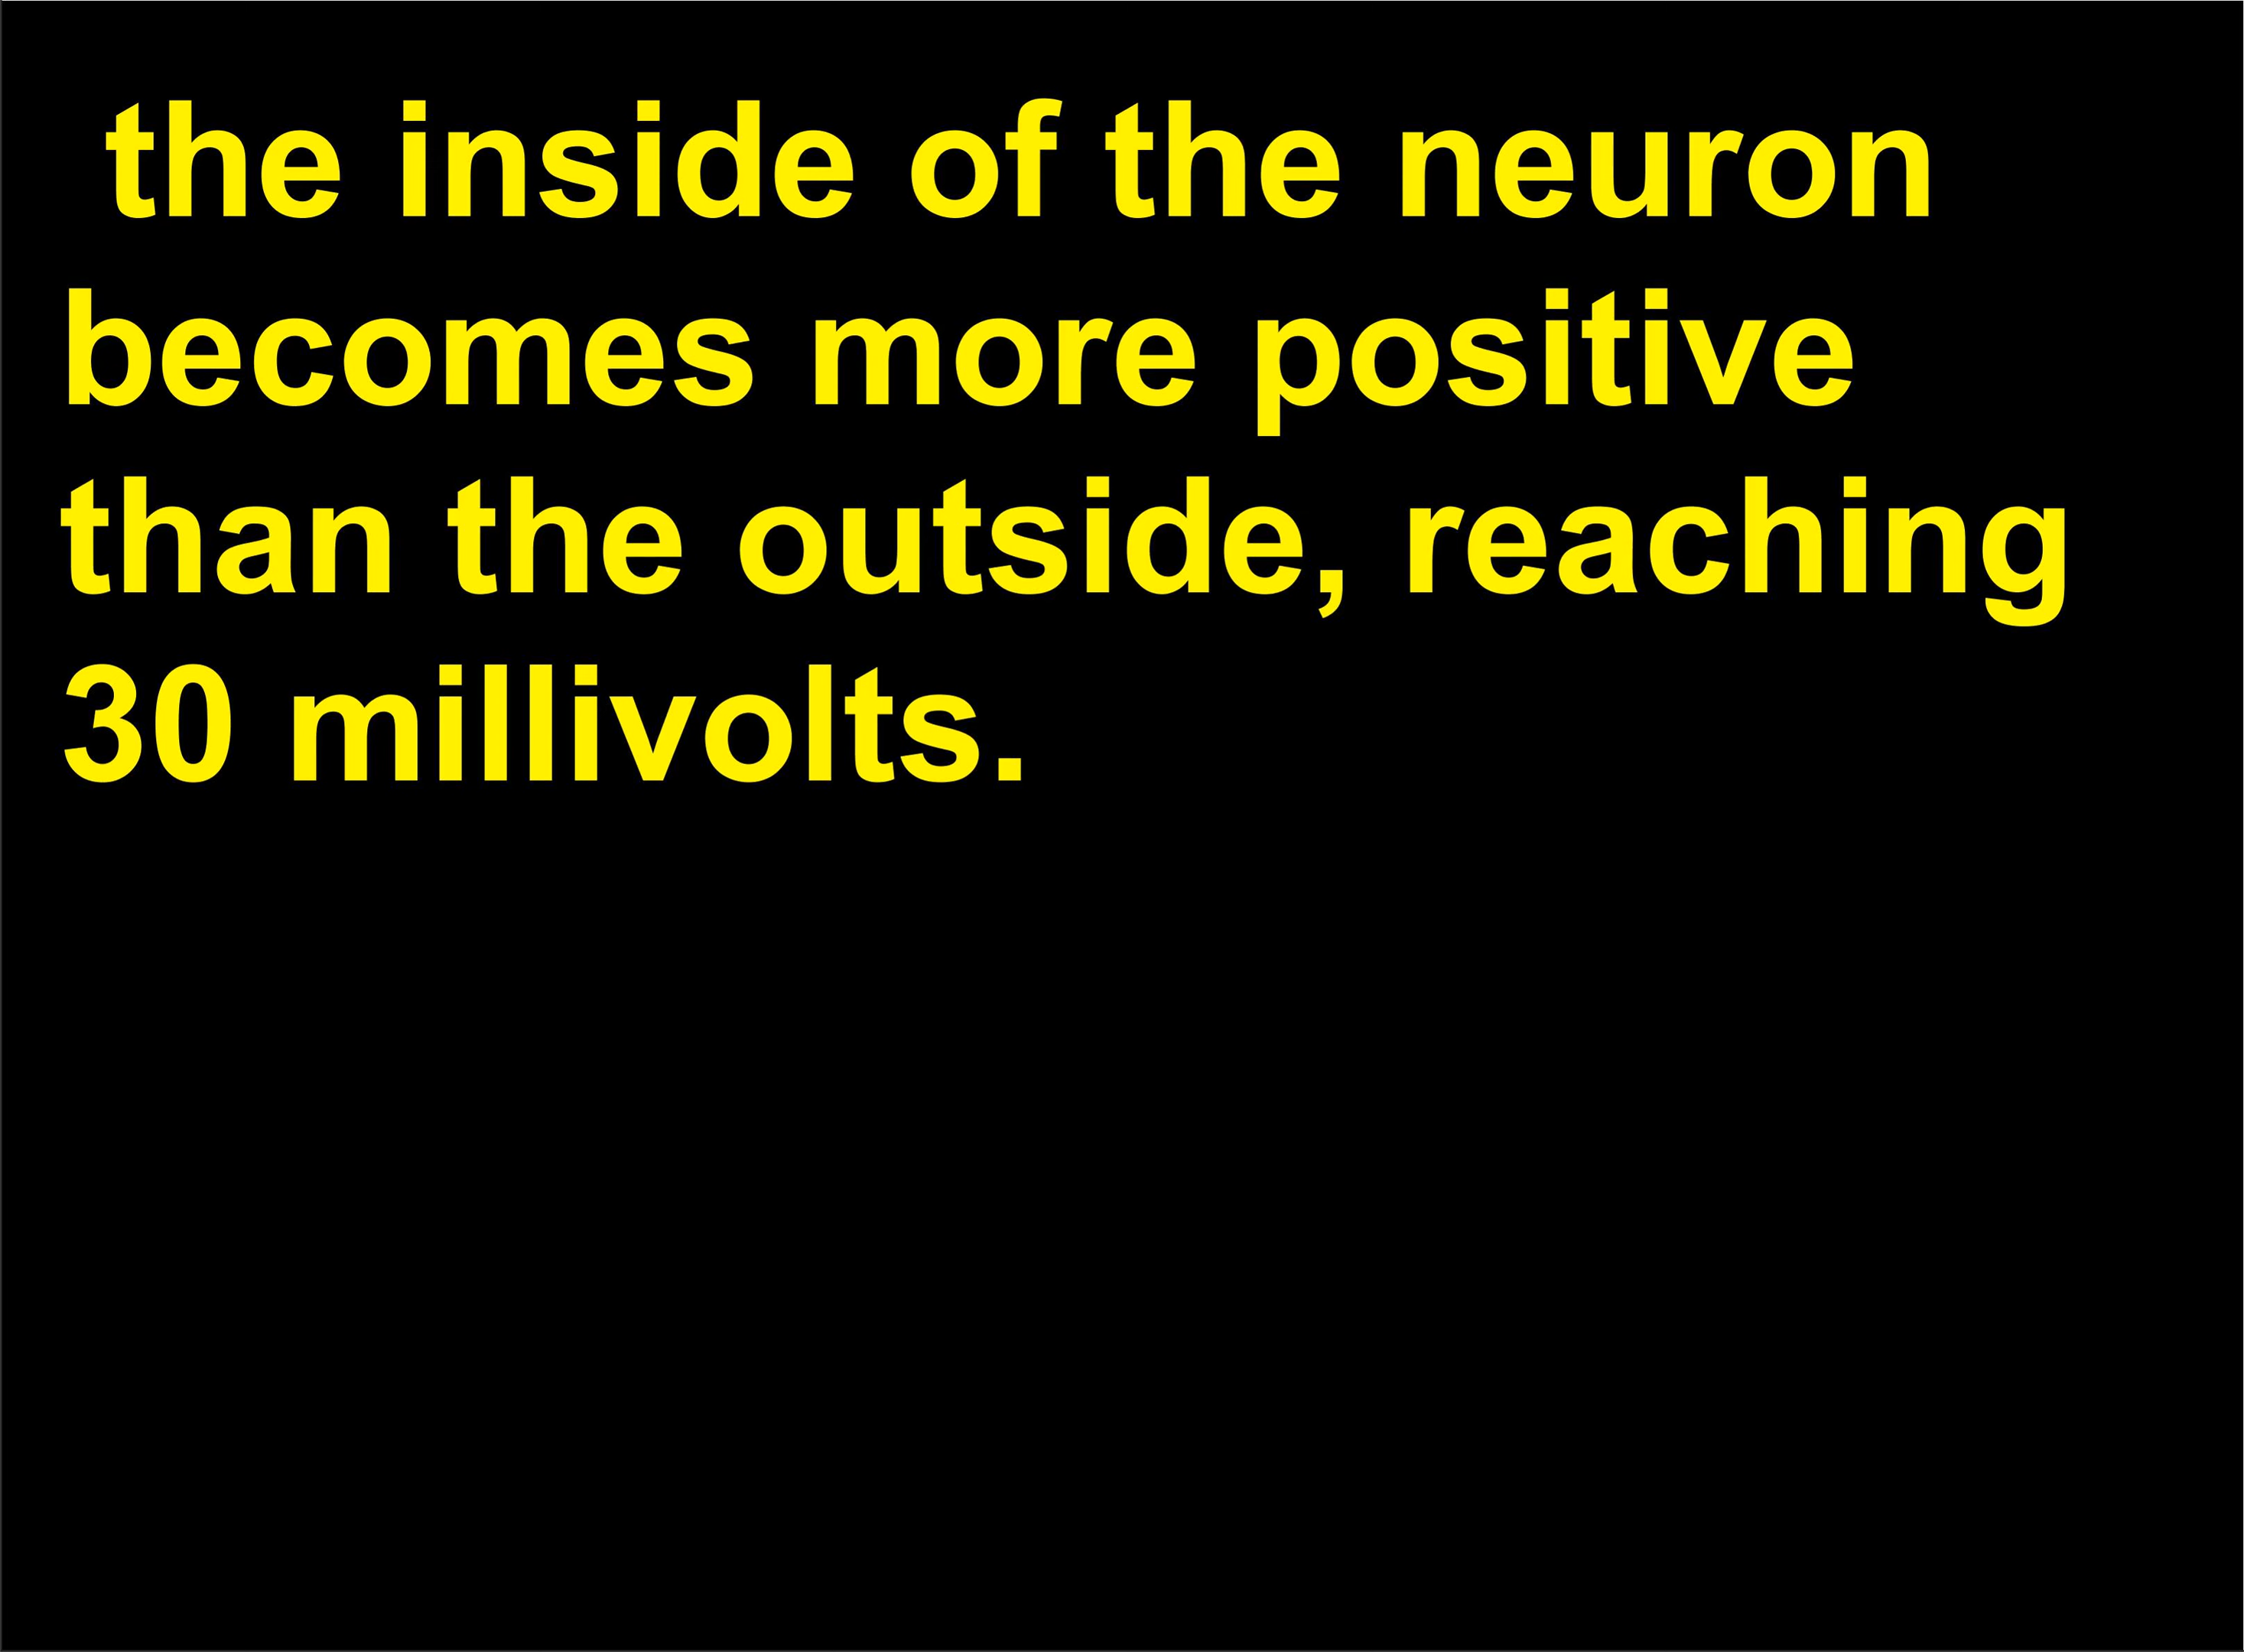 the inside of the neuron
becomes more positive
than the outside, reaching
30 millivolts.